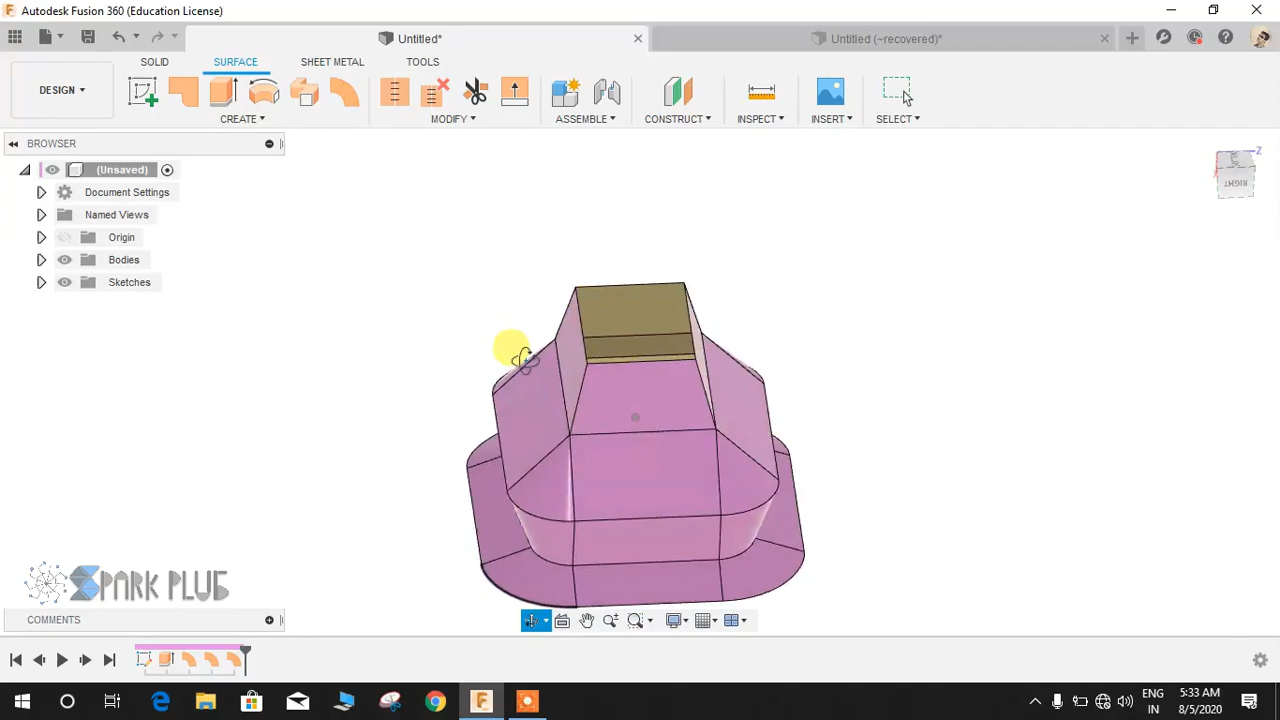 Autodesk Fusion 360 (Education License)
Untitled*
Untitled (~recovered)*
SOLID
SURFACE
SHEET METAL
TOOLS
DESIGN
CREATE
MODIFY
ASSEMBLE
CONSTRUCT
INSPECT
INSERT
SELECT
BROWSER
(Unsaved)
Document Settings
Named Views
Origin
Bodies
Sketches
Z
RIGHT
SPARK PLUG
COMMENTS
ENG
IN
5:33 AM
8/5/2020